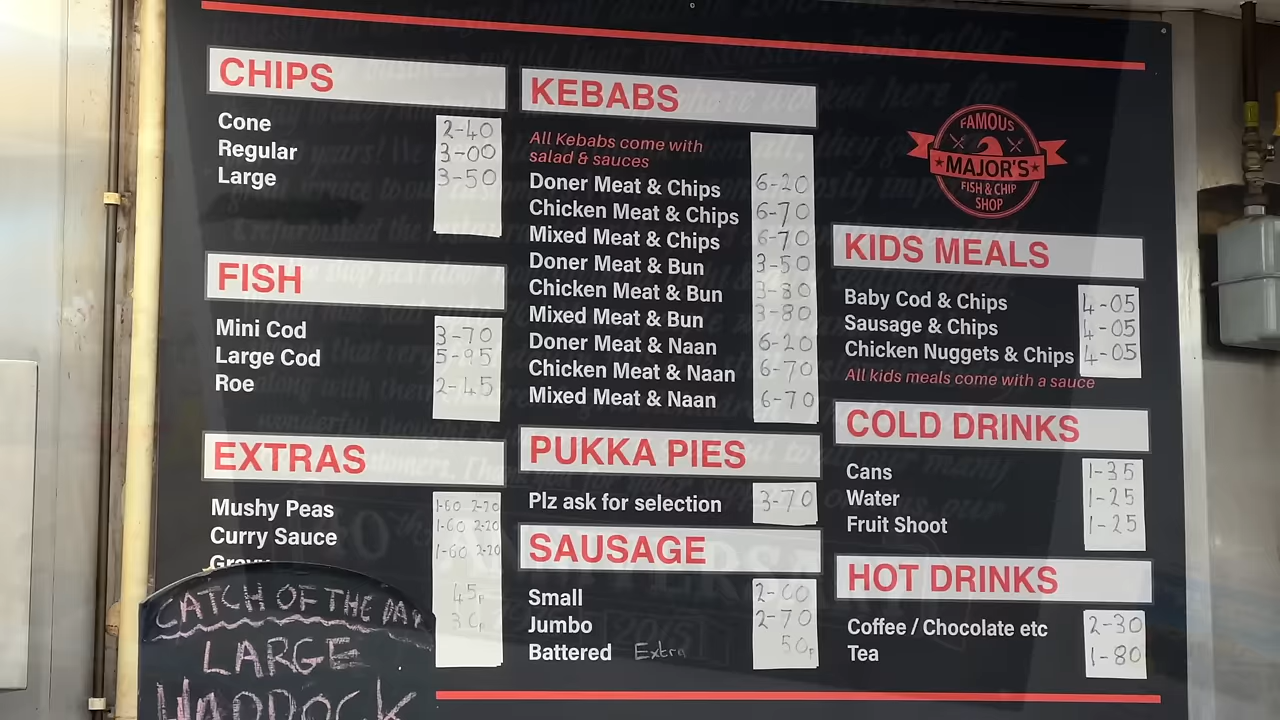 CHIPS
Cone 2-40
Regular 3-00
Large 3-50
FISH
Mini Cod 3-70
Large Cod 5-95
Roe 2-45
EXTRAS
Mushy Peas 1-60
Curry Sauce 1-60 2-20
1-60 2-20
45p
CATCH OF THE DAY
LARGE
HADDOCK
KEBABS
All Kebabs come with
salad & sauces
Doner Meat & Chips 6-20
Chicken Meat & Chips 6-70
Mixed Meat & Chips 6-70
Doner Meat & Bun 3-50
Chicken Meat & Bun 3-80
Mixed Meat & Bun 3-80
Doner Meat & Naan 6-20
Chicken Meat & Naan 6-70
Mixed Meat & Naan 6-70
PUKKA PIES
Plz ask for selection 3-70
SAUSAGE
Small 2-00
Jumbo 2-70
Battered Extra 50p
FAMOUS
MAJOR'S
FISH & CHIP
SHOP
KIDS MEALS
Baby Cod & Chips 4-05
Sausage & Chips 4-05
Chicken Nuggets & Chips 4-05
All kids meals come with a sauce
COLD DRINKS
Cans 1-35
Water 1-25
Fruit Shoot 1-25
HOT DRINKS
Coffee / Chocolate etc 2-30
Tea 1-80